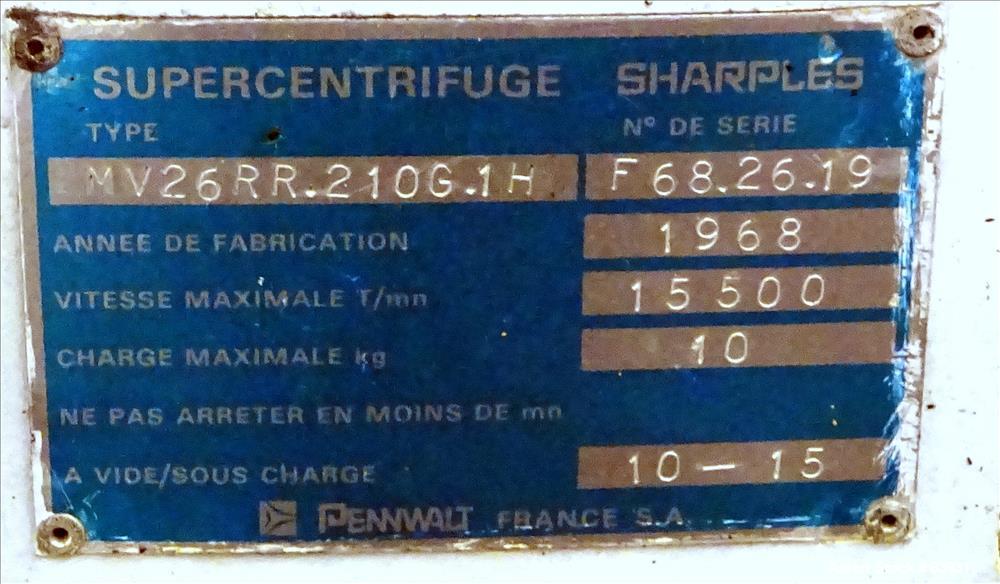 SUPERCENTRIFUGE SHARPLES
TYPE N° DE SERIE
MV26RR.210G.1H F68.26.19
ANNEE DE FABRICATION 1968
VITESSE MAXIMALE T/mn 15500
CHARGE MAXIMALE kg 10
NE PAS ARRETER EN MOINS DE mn
A VIDE/SOUS CHARGE 10 — 15
PENNWALT FRANCE S.A.